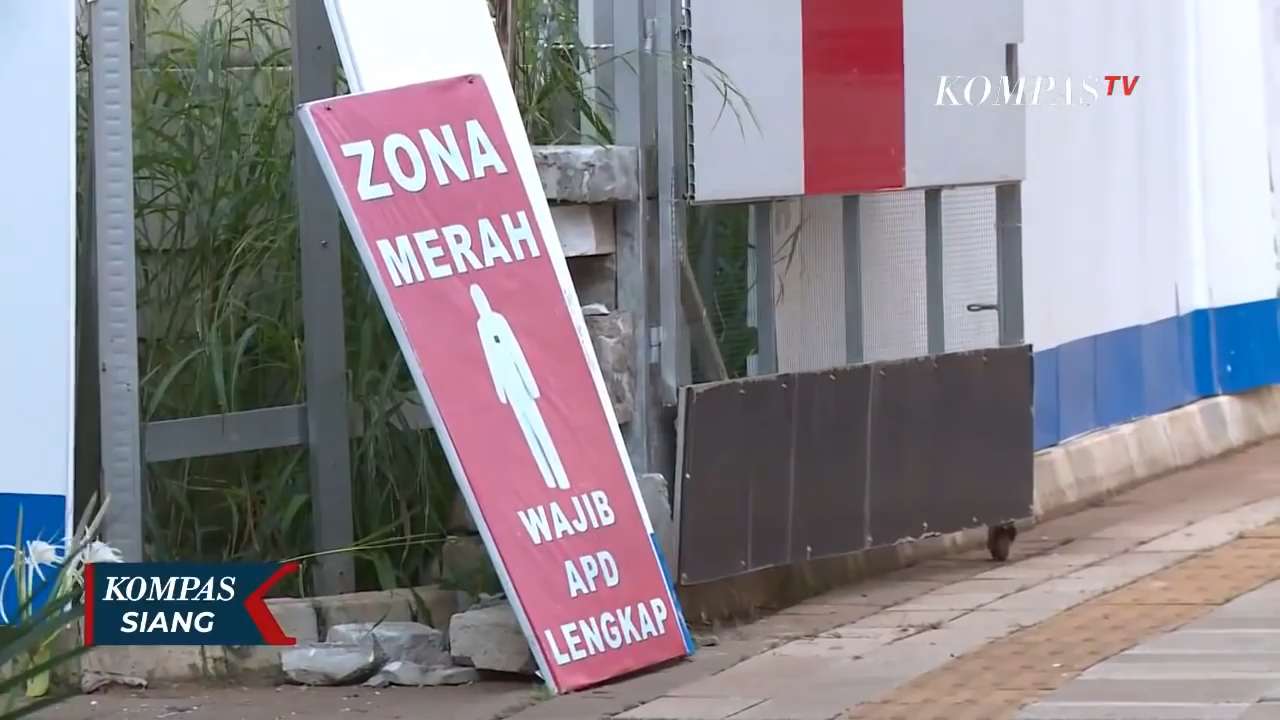 KOMPASTV
ZONA
MERAH
WAJIB
APD
LENGKAP
KOMPAS
SIANG